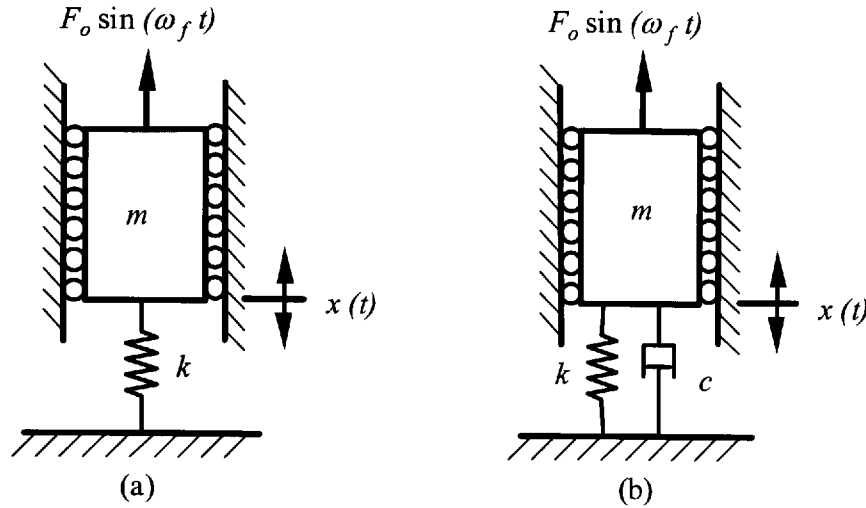 F_o sin (ω_f t)
m
x (t)
k
(a)
F_o sin (ω_f t)
m
x (t)
k
c
(b)